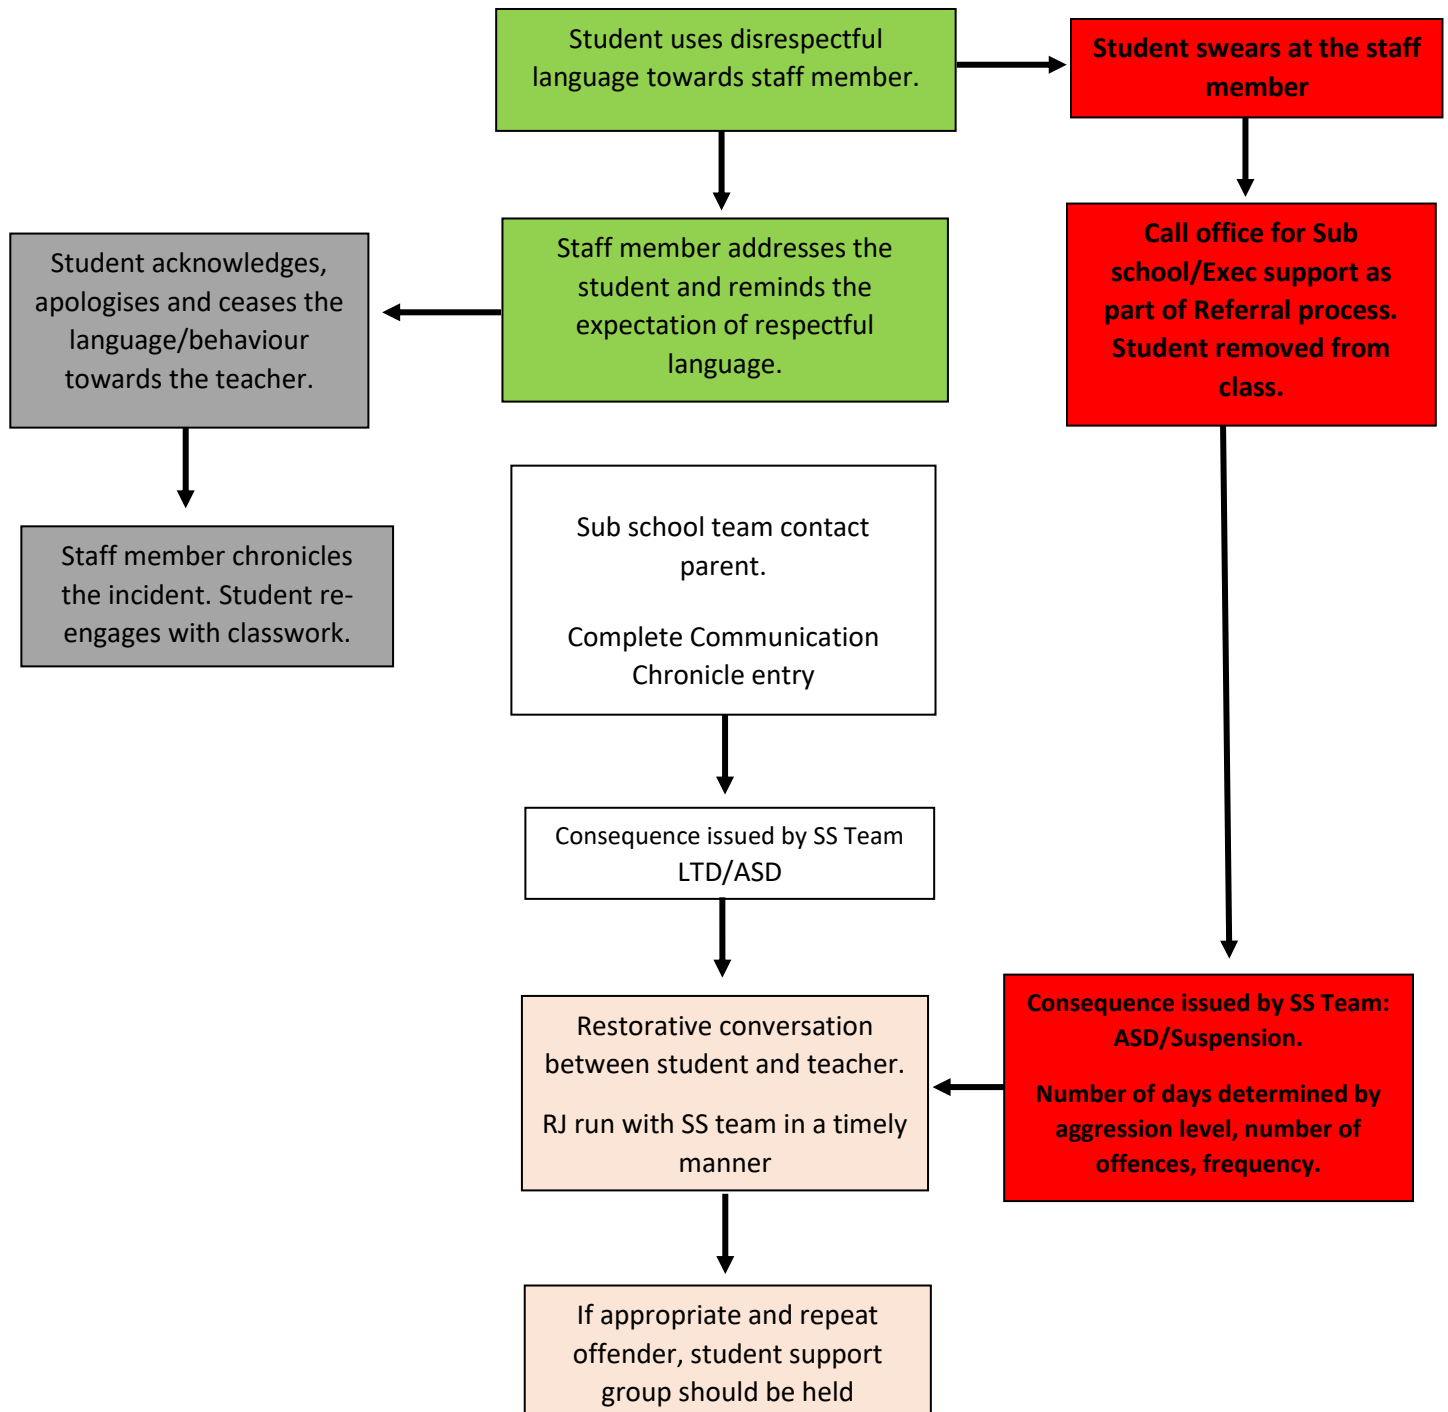 Student uses disrespectful
language towards staff member.
Student swears at the staff
member
Staff member addresses the
student and reminds the
expectation of respectful
language.
Call office for Sub
school/Exec support as
part of Referral process.
Student removed from
class.
Student acknowledges,
apologises and ceases the
language/behaviour
towards the teacher.
Staff member chronicles
the incident. Student re-
engages with classwork.
Sub school team contact
parent.
Complete Communication
Chronicle entry
Consequence issued by SS Team
LTD/ASD
Restorative conversation
between student and teacher.
RJ run with SS team in a timely
manner
Consequence issued by SS Team:
ASD/Suspension.
Number of days determined by
aggression level, number of
offences, frequency.
If appropriate and repeat
offender, student support
group should be held